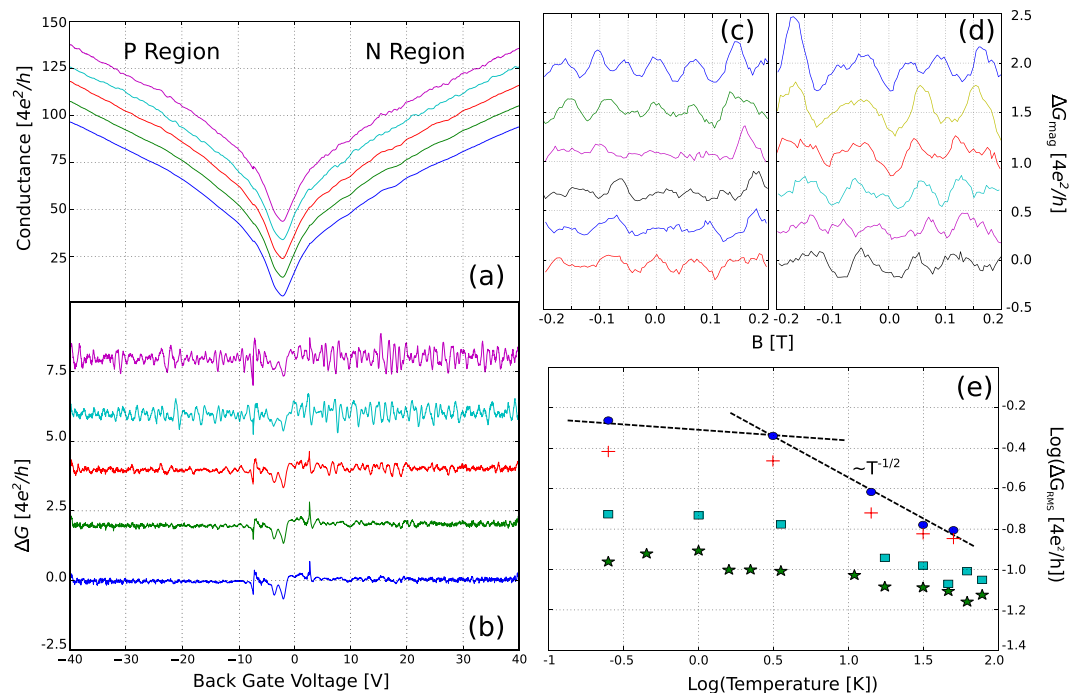 150
125
100
75
50
25
Conductance [4e²/h]
P Region
N Region
(a)
7.5
5.0
2.5
0.0
-2.5
ΔG [4e²/h]
(b)
−40 −30 −20 −10 0 10 20 30 40
Back Gate Voltage [V]
(c)
(d)
2.5
2.0
1.5
1.0
0.5
0.0
-0.5
ΔGmag [4e²/h]
-0.2 -0.1 0.0 0.1 -0.2 -0.1 0.0 0.1 0.2
B [T]
(e)
~T-1/2
-0.2
-0.4
-0.6
-0.8
-1.0
-1.2
-1.4
Log(ΔGRMS [4e²/h])
-1 -0.5 0.0 0.5 1.0 1.5 2.0
Log(Temperature [K])